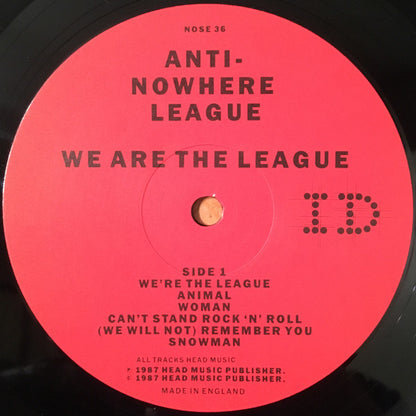 NOSE 36
ANTI-
NOWHERE
LEAGUE
WE ARE THE LEAGUE
ID
SIDE 1
WE'RE THE LEAGUE
ANIMAL
WOMAN
CAN'T STAND ROCK 'N' ROLL
(WE WILL NOT) REMEMBER YOU
SNOWMAN
ALL TRACKS HEAD MUSIC
℗ 1987 HEAD MUSIC PUBLISHER.
© 1987 HEAD MUSIC PUBLISHER.
MADE IN ENGLAND